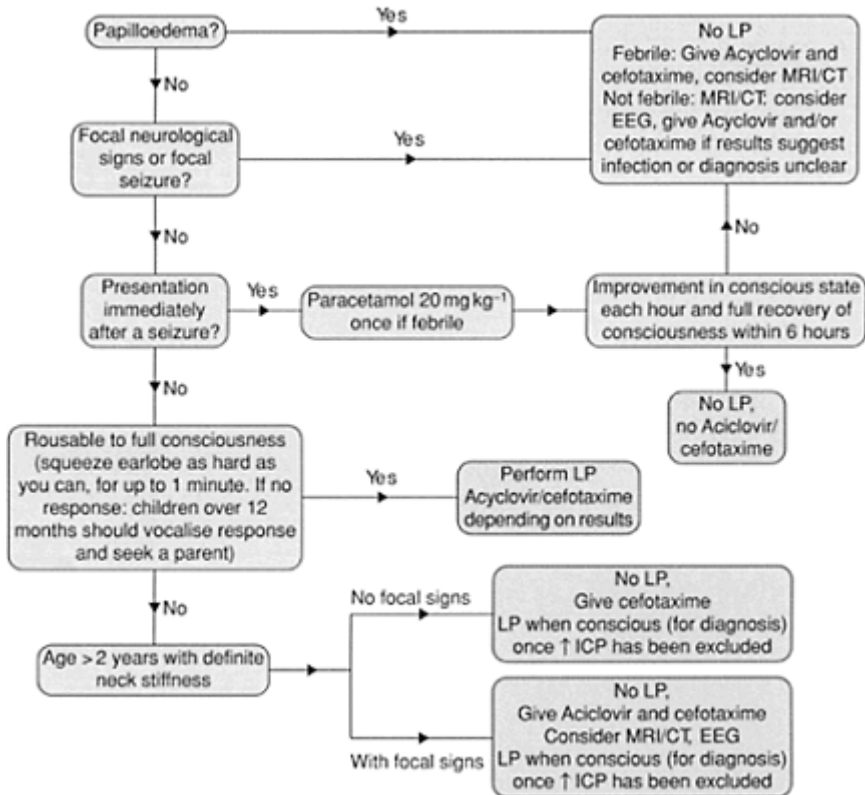 Papilloedema?
Yes
No LP
Febrile: Give Acyclovir and
cefotaxime, consider MRI/CT
Not febrile: MRI/CT: consider
EEG, give Acyclovir and/or
cefotaxime if results suggest
infection or diagnosis unclear
No
Focal neurological
signs or focal
seizure?
Yes
No
No
Presentation
immediately
after a seizure?
Yes
Paracetamol 20 mg kg⁻¹
once if febrile
Improvement in conscious state
each hour and full recovery of
consciousness within 6 hours
Yes
No LP,
no Aciclovir/
cefotaxime
No
Rousable to full consciousness
(squeeze earlobe as hard as
you can, for up to 1 minute. If no
response: children over 12
months should vocalise response
and seek a parent)
Yes
Perform LP
Acyclovir/cefotaxime
depending on results
No
Age > 2 years with definite
neck stiffness
No focal signs
No LP,
Give cefotaxime
LP when conscious (for diagnosis)
once ↑ ICP has been excluded
With focal signs
No LP,
Give Aciclovir and cefotaxime
Consider MRI/CT, EEG
LP when conscious (for diagnosis)
once ↑ ICP has been excluded